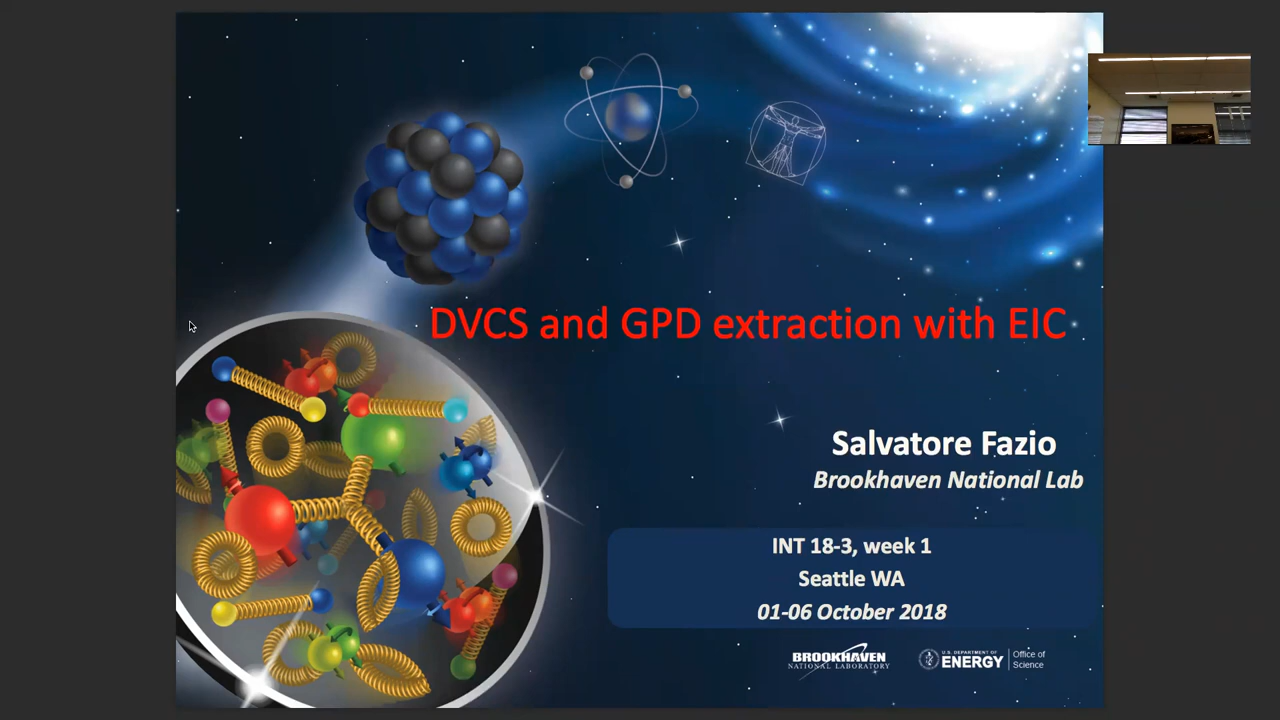 DVCS and GPD extraction with EIC
Salvatore Fazio
Brookhaven National Lab
INT 18-3, week 1
Seattle WA
01-06 October 2018
BROOKHAVEN
NATIONAL LABORATORY
U.S. DEPARTMENT OF
ENERGY
Office of
Science